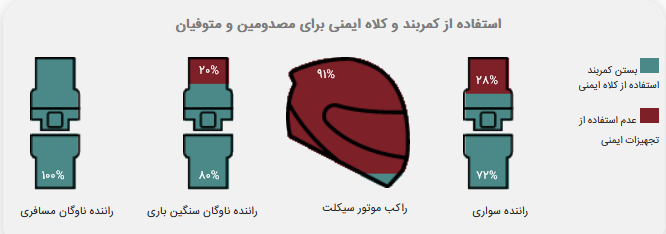 استفاده از کمربند و کلاه ایمنی برای مصدومین و متوفیان
بستن کمربند
استفاده از کلاه ایمنی
عدم استفاده از
تجهیزات ایمنی
۲۸%
۷۲%
راننده سواری
۹۱%
راکب موتور سیکلت
۲۰%
۸۰%
راننده ناوگان سنگین باری
۱۰۰%
راننده ناوگان مسافری